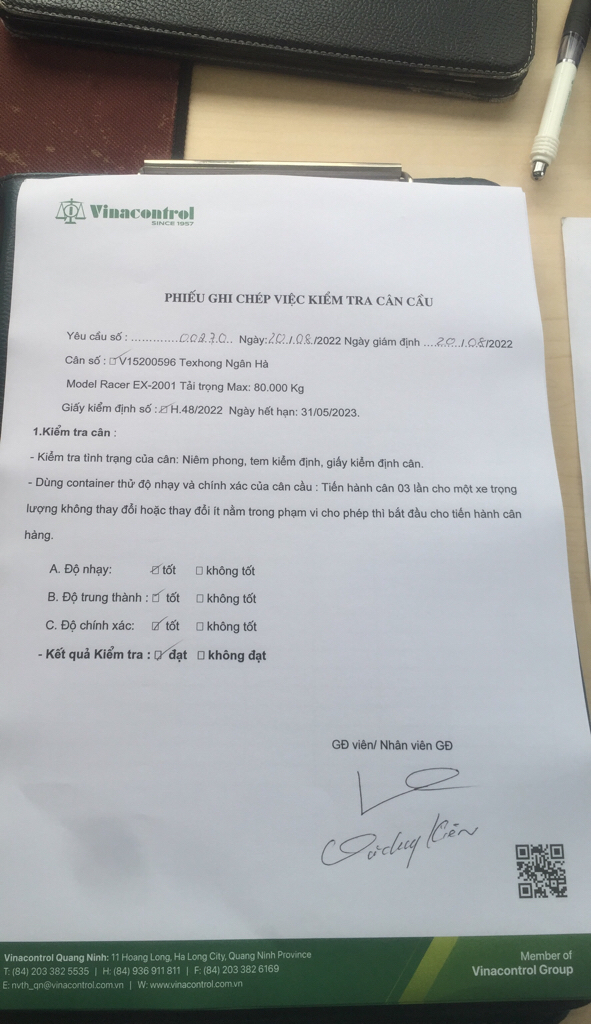 Vinacontrol
SINCE 1957
PHIẾU GHI CHÉP VIỆC KIỂM TRA CÂN CẦU
Yêu cầu số : .............00870.. Ngày:20./.08./2022 Ngày giám định ...20../.08/2022
Cân số : ☑V15200596 Texhong Ngân Hà
Model Racer EX-2001 Tải trọng Max: 80.000 Kg
Giấy kiểm định số : ☑ H.48/2022 Ngày hết hạn: 31/05/2023.
1.Kiểm tra cân :
- Kiểm tra tình trạng của cân: Niêm phong, tem kiểm định, giấy kiểm định cân.
- Dùng container thử độ nhạy và chính xác của cân cầu : Tiến hành cân 03 lần cho một xe trọng
lượng không thay đổi hoặc thay đổi ít nằm trong phạm vi cho phép thì bắt đầu cho tiến hành cân
hàng.
A. Độ nhạy: ☑ tốt ☐ không tốt
B. Độ trung thành : ☑ tốt ☐ không tốt
C. Độ chính xác: ☑ tốt ☐ không tốt
- Kết quả Kiểm tra : ☑ đạt ☐ không đạt
GĐ viên/ Nhân viên GĐ
Kiên
Vinacontrol Quang Ninh: 11 Hoang Long, Ha Long City, Quang Ninh Province
T: (84) 203 382 5535 | H: (84) 936 911 811 | F: (84) 203 382 6169
E: nvth_qn@vinacontrol.com.vn | W: www.vinacontrol.com.vn
Member of
Vinacontrol Group